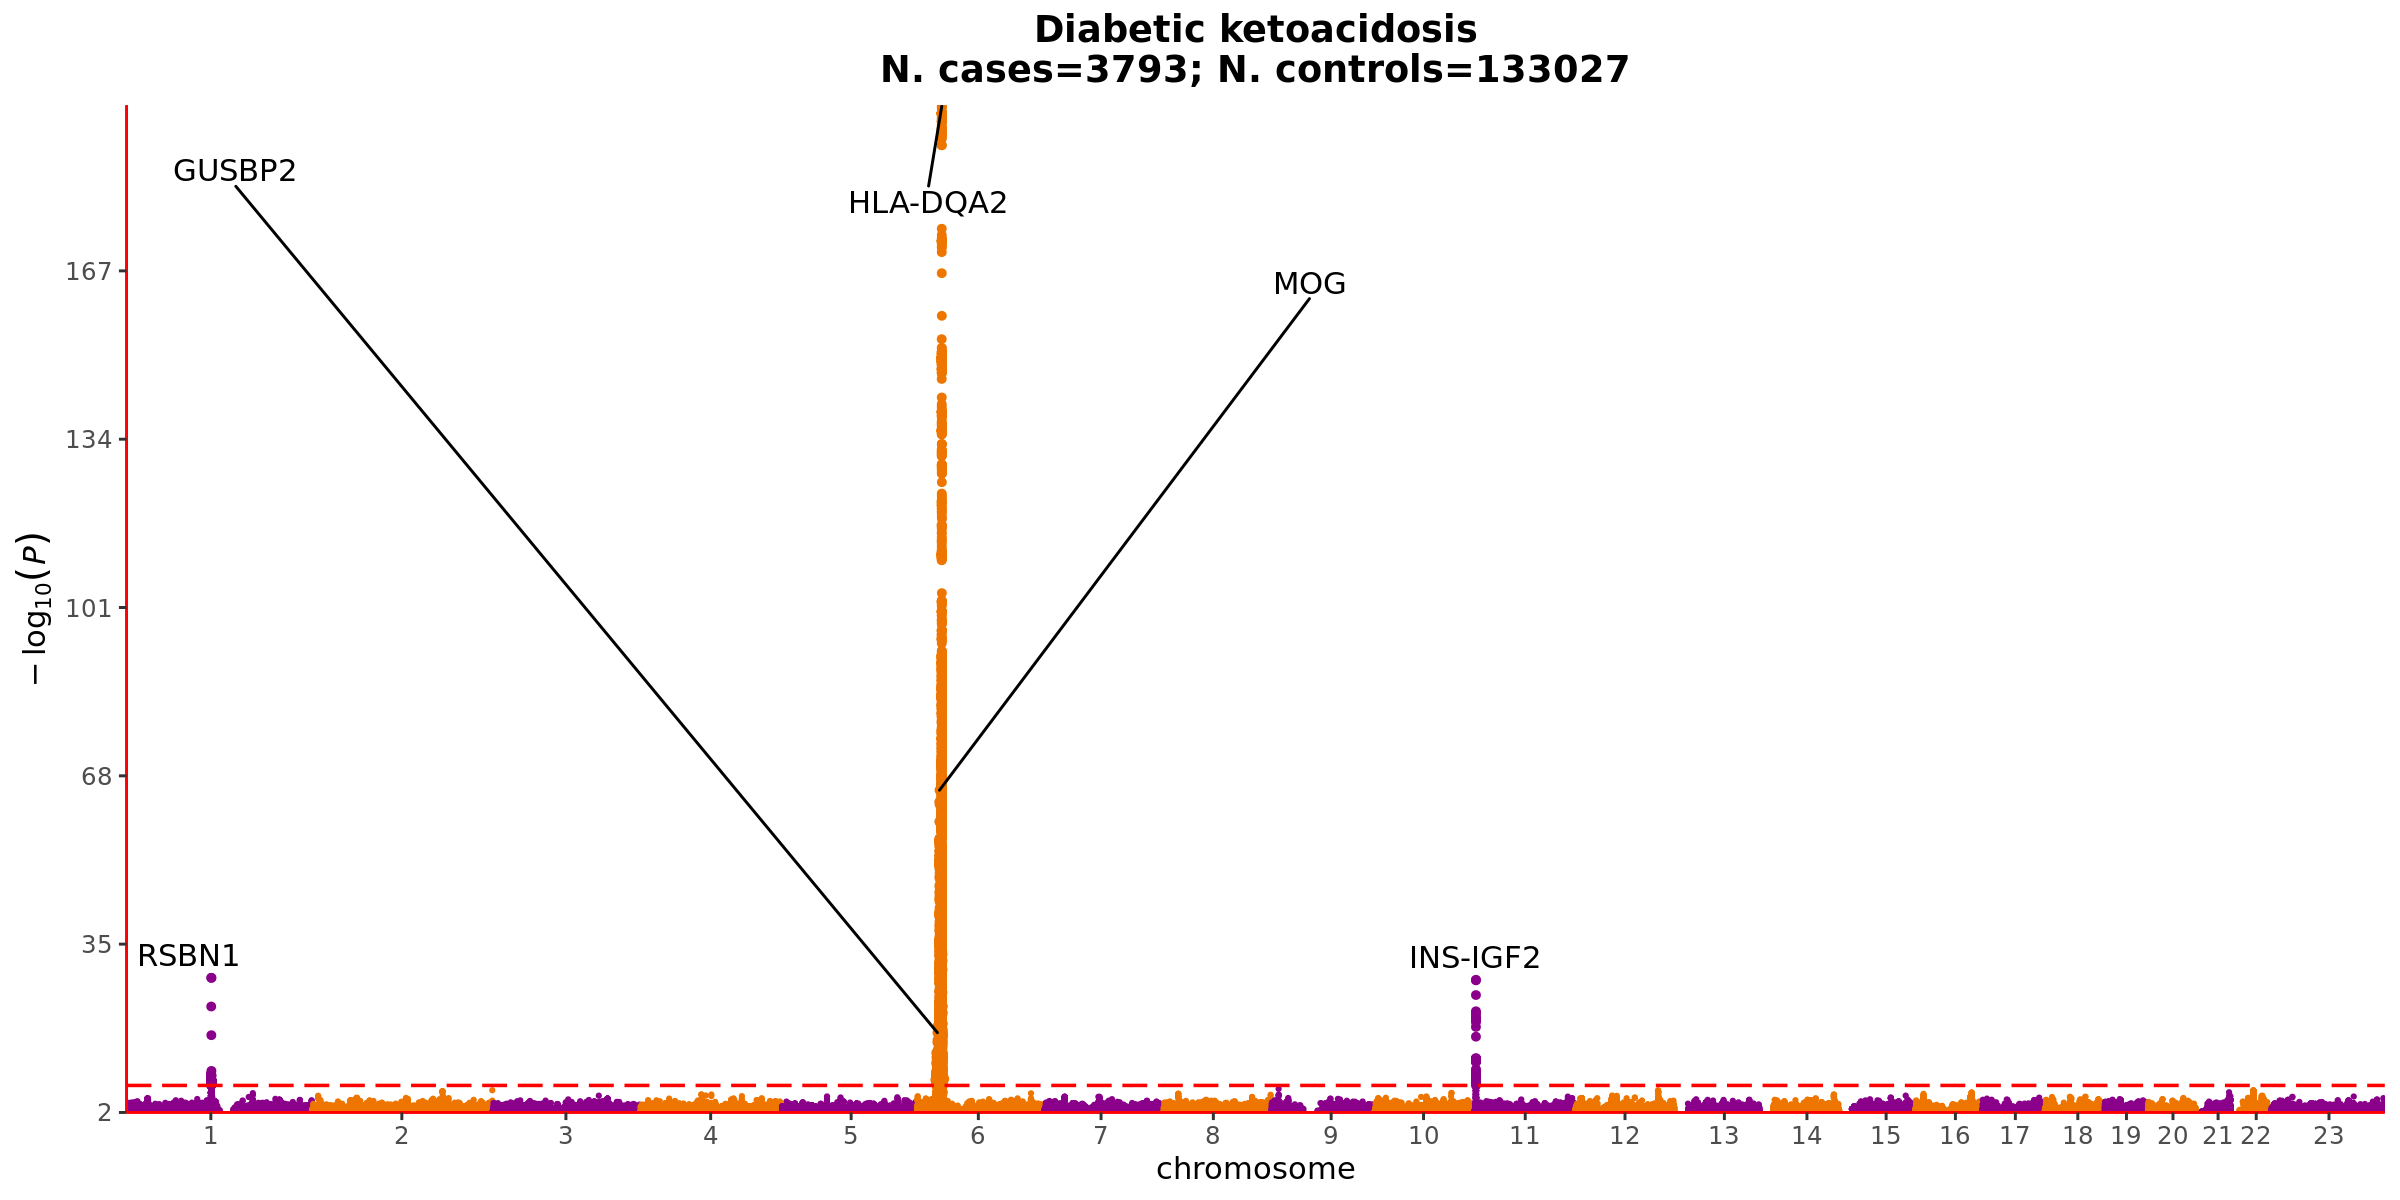 Diabetic ketoacidosis
N. cases=3793; N. controls=133027
GUSBP2
HLA-DQA2
MOG
RSBN1
INS-IGF2
−log10(P)
167
134
101
68
35
2
1 2 3 4 5 6 7 8 9 10 11 12 13 14 15 16 17 18 19 20 21 22 23
chromosome